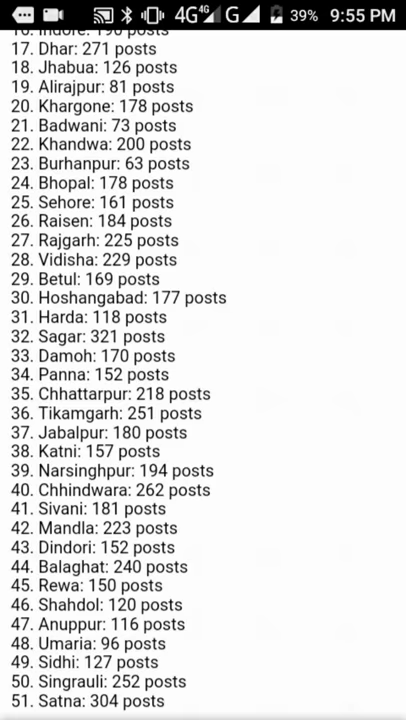 4G 4G G 39% 9:55 PM
16. Indore: 190 posts
17. Dhar: 271 posts
18. Jhabua: 126 posts
19. Alirajpur: 81 posts
20. Khargone: 178 posts
21. Badwani: 73 posts
22. Khandwa: 200 posts
23. Burhanpur: 63 posts
24. Bhopal: 178 posts
25. Sehore: 161 posts
26. Raisen: 184 posts
27. Rajgarh: 225 posts
28. Vidisha: 229 posts
29. Betul: 169 posts
30. Hoshangabad: 177 posts
31. Harda: 118 posts
32. Sagar: 321 posts
33. Damoh: 170 posts
34. Panna: 152 posts
35. Chhattarpur: 218 posts
36. Tikamgarh: 251 posts
37. Jabalpur: 180 posts
38. Katni: 157 posts
39. Narsinghpur: 194 posts
40. Chhindwara: 262 posts
41. Sivani: 181 posts
42. Mandla: 223 posts
43. Dindori: 152 posts
44. Balaghat: 240 posts
45. Rewa: 150 posts
46. Shahdol: 120 posts
47. Anuppur: 116 posts
48. Umaria: 96 posts
49. Sidhi: 127 posts
50. Singrauli: 252 posts
51. Satna: 304 posts